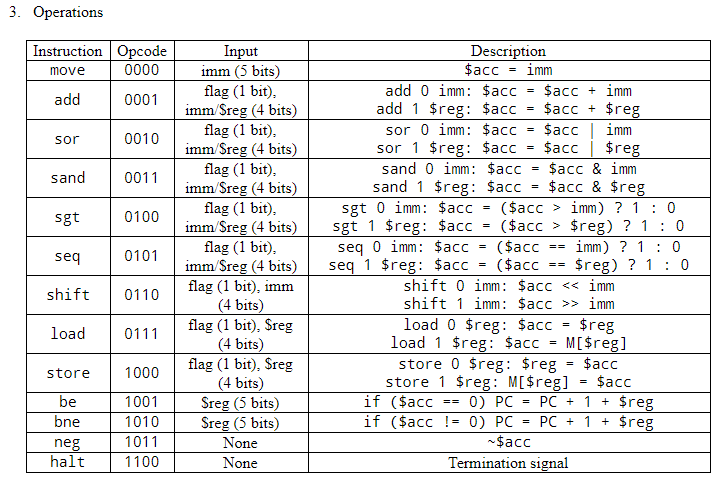 3. Operations
Instruction Opcode Input Description
move 0000 imm (5 bits) $acc = imm
add 0001 flag (1 bit), imm/$reg (4 bits) add 0 imm: $acc = $acc + imm
add 1 $reg: $acc = $acc + $reg
sor 0010 flag (1 bit), imm/$reg (4 bits) sor 0 imm: $acc = $acc | imm
sor 1 $reg: $acc = $acc | $reg
sand 0011 flag (1 bit), imm/$reg (4 bits) sand 0 imm: $acc = $acc & imm
sand 1 $reg: $acc = $acc & $reg
sgt 0100 flag (1 bit), imm/$reg (4 bits) sgt 0 imm: $acc = ($acc > imm) ? 1 : 0
sgt 1 $reg: $acc = ($acc > $reg) ? 1 : 0
seq 0101 flag (1 bit), imm/$reg (4 bits) seq 0 imm: $acc = ($acc == imm) ? 1 : 0
seq 1 $reg: $acc = ($acc == $reg) ? 1 : 0
shift 0110 flag (1 bit), imm (4 bits) shift 0 imm: $acc << imm
shift 1 imm: $acc >> imm
load 0111 flag (1 bit), $reg (4 bits) load 0 $reg: $acc = $reg
load 1 $reg: $acc = M[$reg]
store 1000 flag (1 bit), $reg (4 bits) store 0 $reg: $reg = $acc
store 1 $reg: M[$reg] = $acc
be 1001 $reg (5 bits) if ($acc == 0) PC = PC + 1 + $reg
bne 1010 $reg (5 bits) if ($acc != 0) PC = PC + 1 + $reg
neg 1011 None ~$acc
halt 1100 None Termination signal